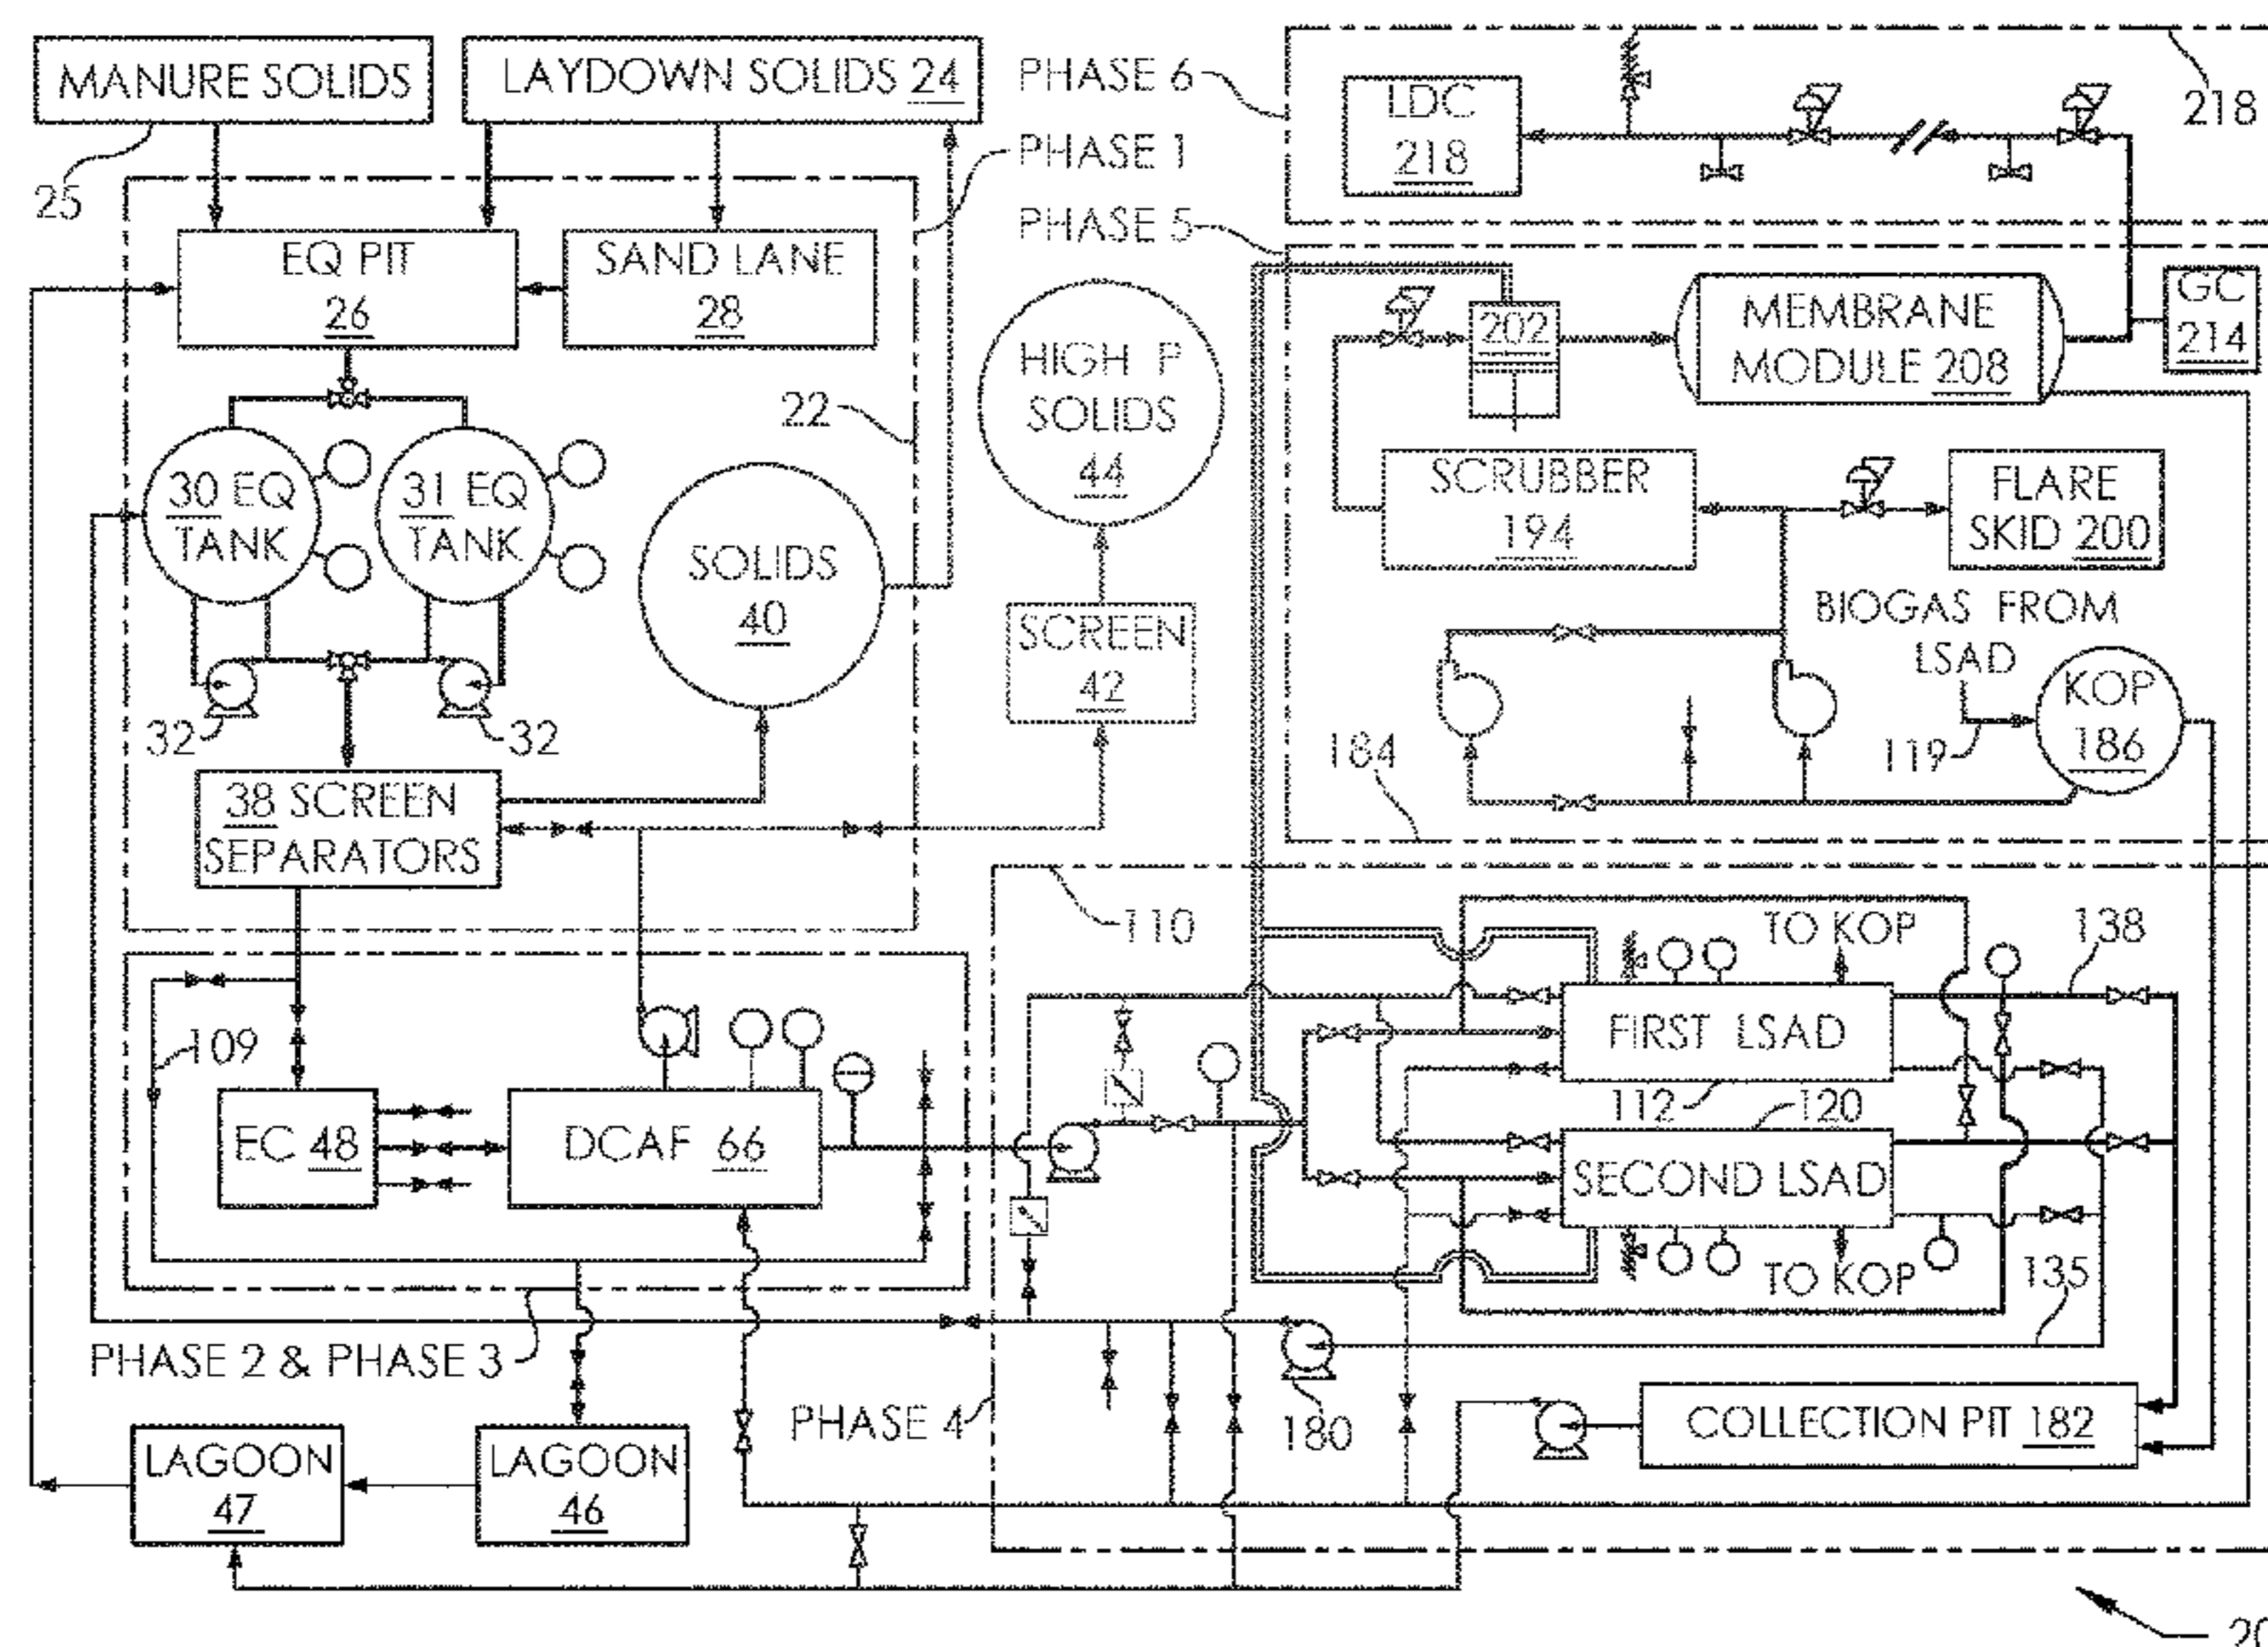 MANURE SOLIDS
25
LAYDOWN SOLIDS 24
PHASE 6
PHASE 1
PHASE 5
LDC
218
218
EQ PIT
26
SAND LANE
28
22
HIGH P
SOLIDS
44
202
MEMBRANE
MODULE 208
GC
214
30 EQ
TANK
31 EQ
TANK
SOLIDS
40
SCRUBBER
194
FLARE
SKID 200
BIOGAS FROM
LSAD
KOP
186
119
184
SCREEN
42
32
32
38 SCREEN
SEPARATORS
110
109
EC 48
DCAF 66
TO KOP
138
FIRST LSAD
112
120
SECOND LSAD
TO KOP
135
PHASE 2 & PHASE 3
PHASE 4
180
COLLECTION PIT 182
LAGOON
47
LAGOON
46